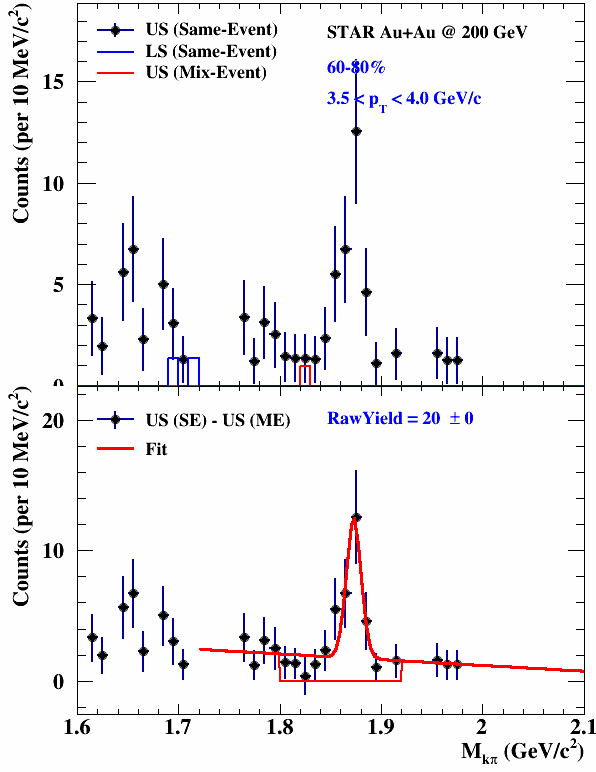 US (Same-Event)
LS (Same-Event)
US (Mix-Event)
STAR Au+Au @ 200 GeV
60-80%
3.5 < p_T < 4.0 GeV/c
Counts (per 10 MeV/c²)
15
10
5
0
US (SE) - US (ME)
Fit
RawYield = 20 ± 0
Counts (per 10 MeV/c²)
20
10
0
1.6 1.7 1.8 1.9 2 2.1
M_kπ (GeV/c²)